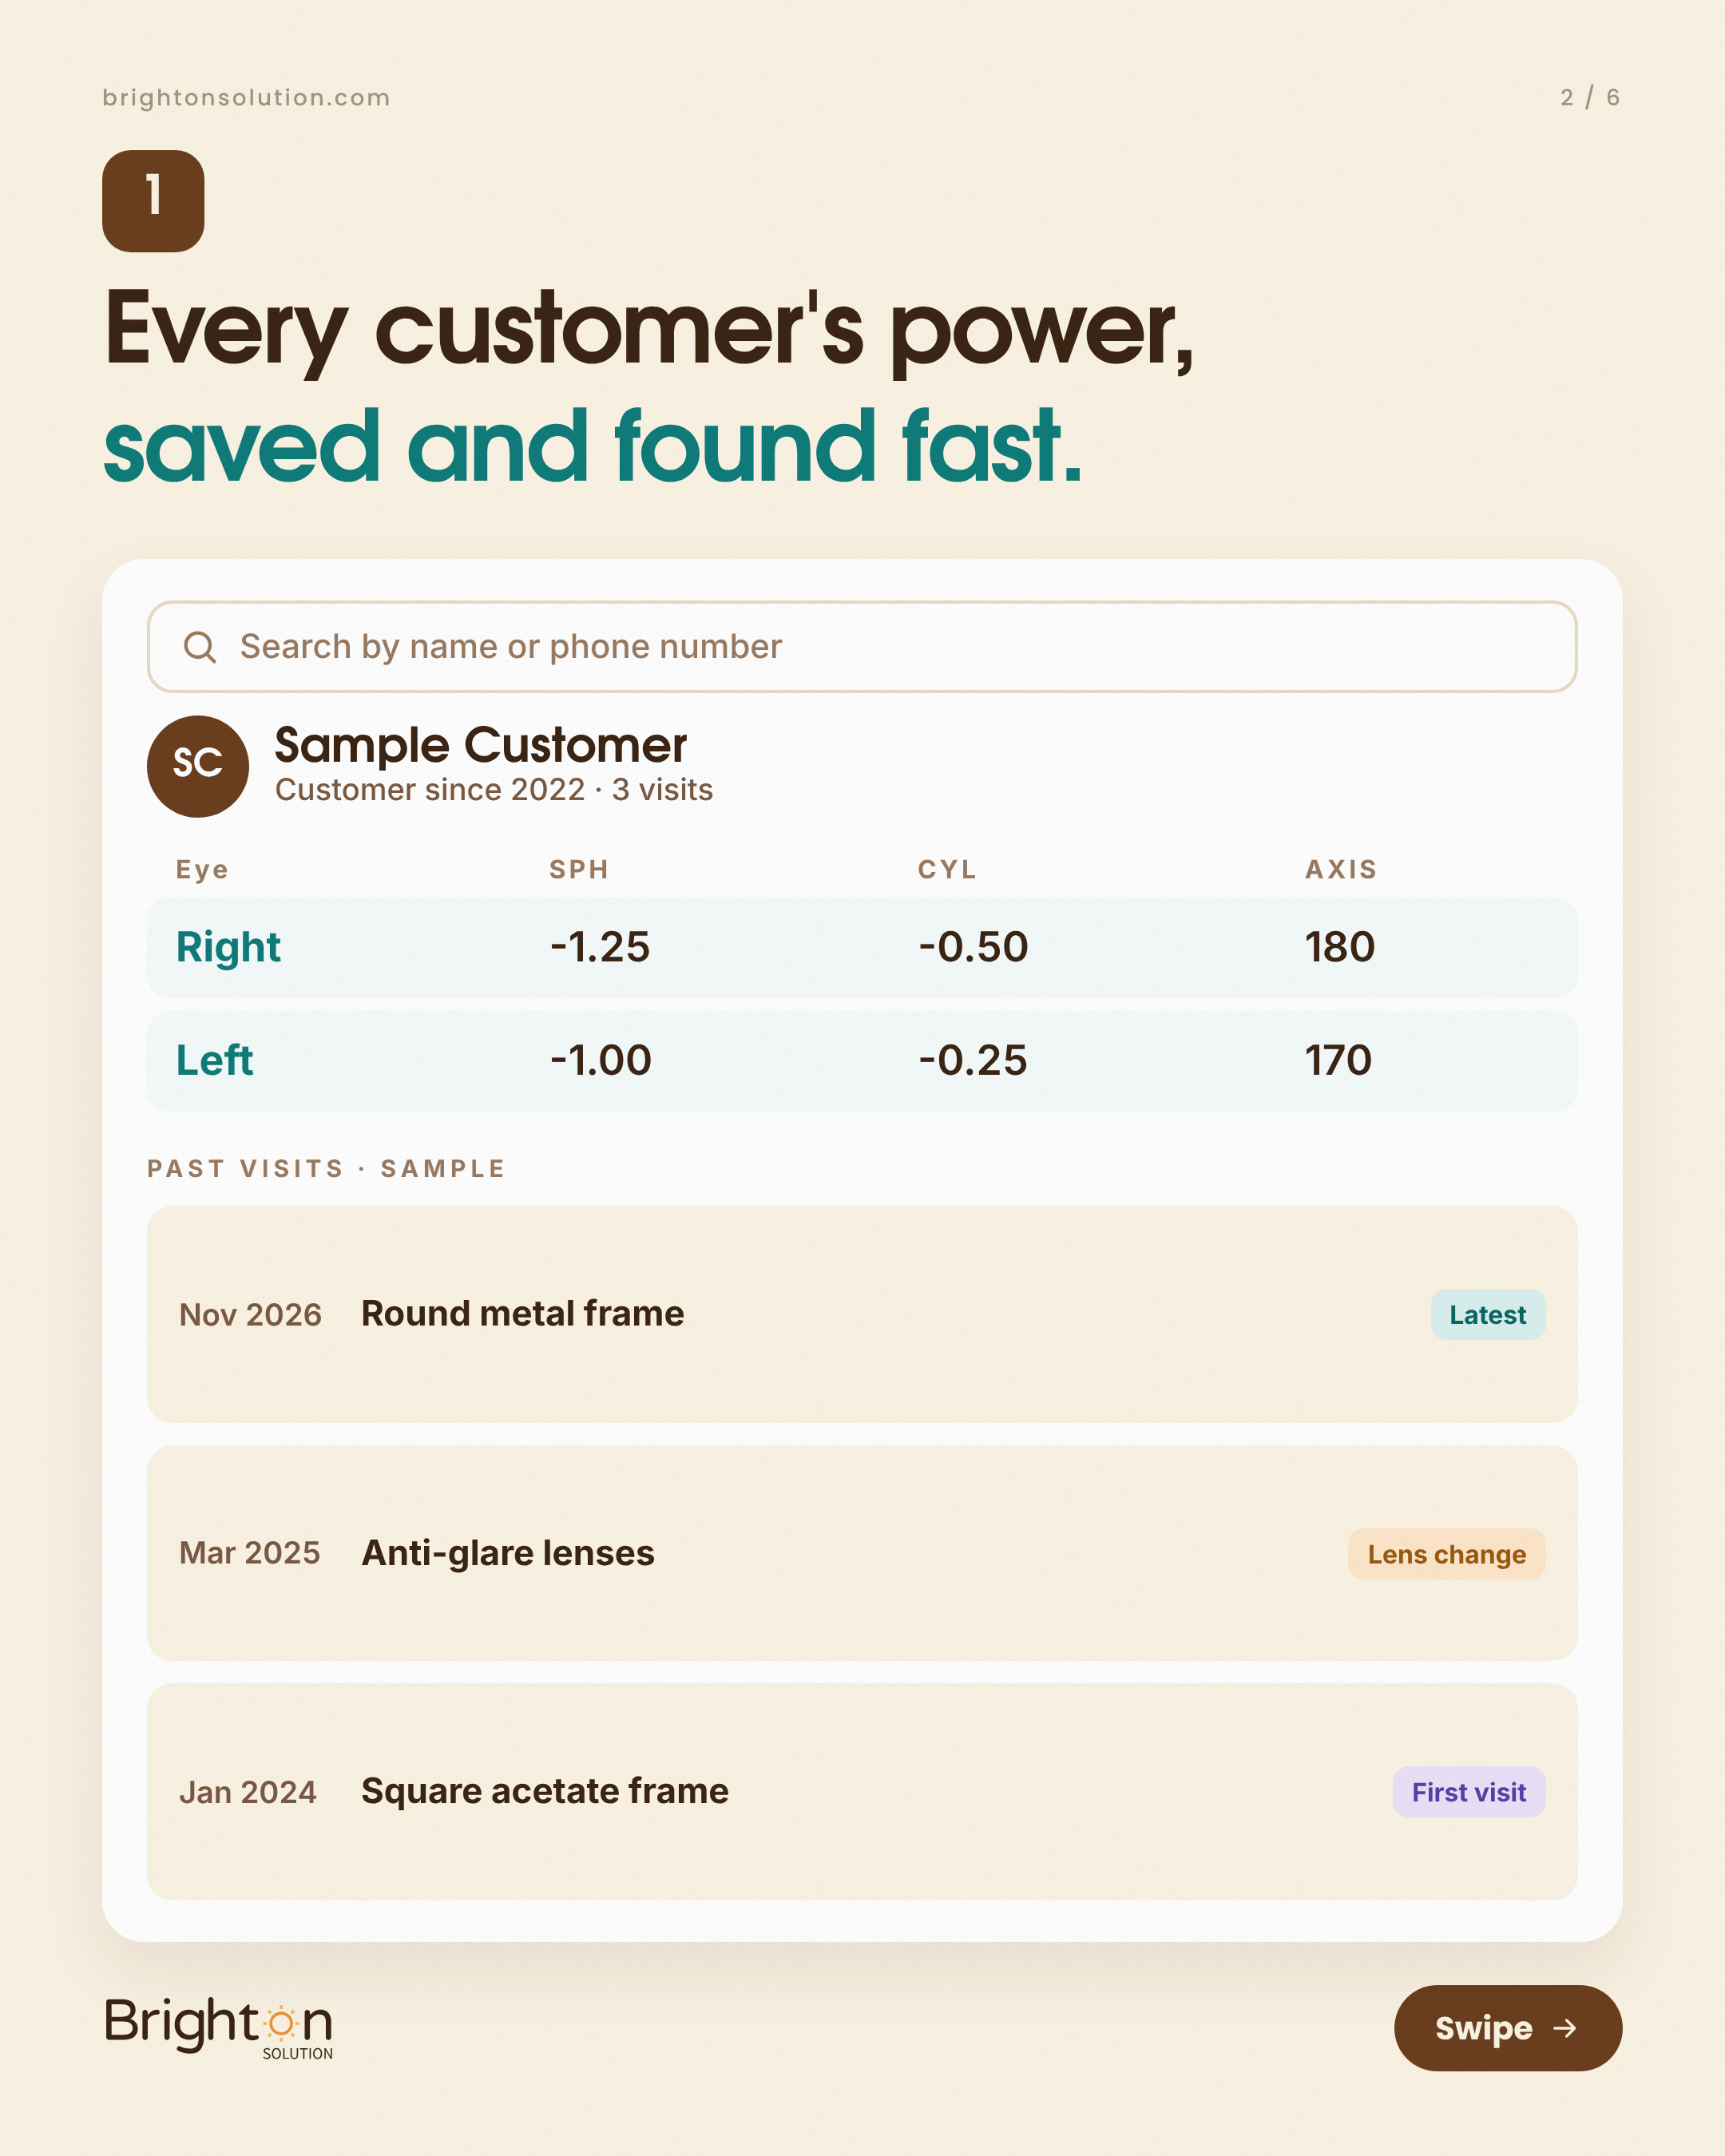 brightonsolution.com
2 / 6
1
Every customer's power,
saved and found fast.
Search by name or phone number
SC
Sample Customer
Customer since 2022 · 3 visits
Eye SPH CYL AXIS
Right -1.25 -0.50 180
Left -1.00 -0.25 170
PAST VISITS · SAMPLE
Nov 2026 Round metal frame Latest
Mar 2025 Anti-glare lenses Lens change
Jan 2024 Square acetate frame First visit
Brighton
SOLUTION
Swipe →